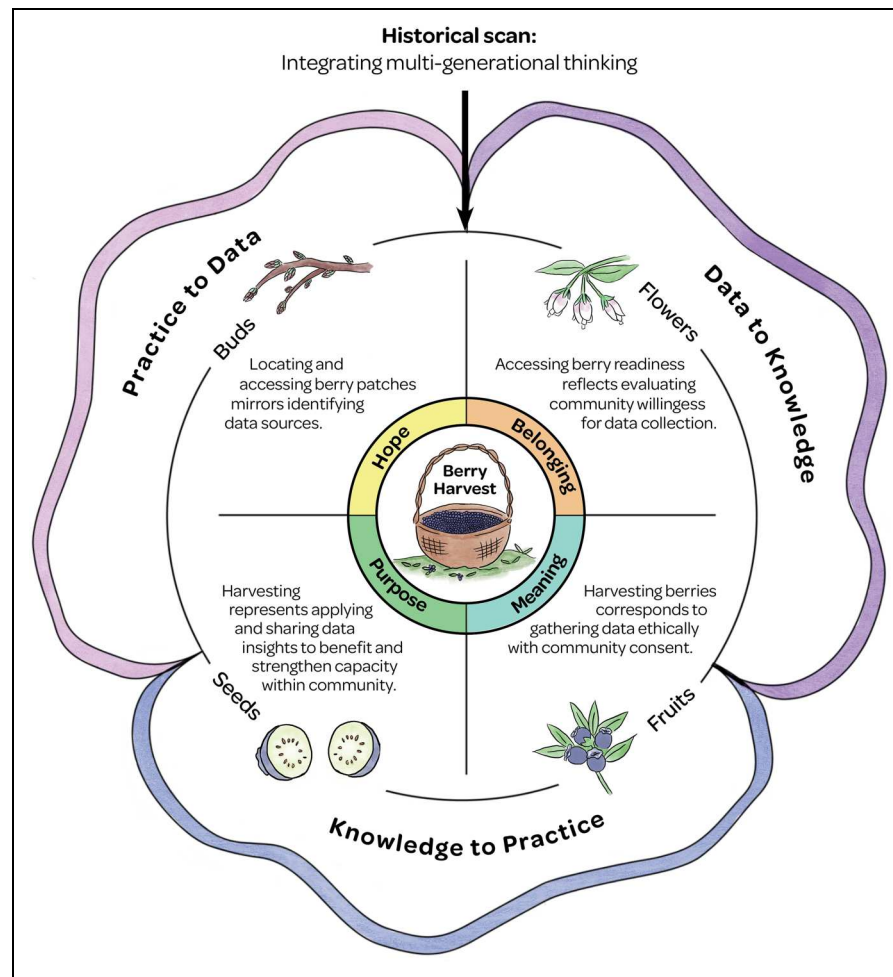 Historical scan:
Integrating multi-generational thinking
Practice to Data
Data to Knowledge
Buds
Flowers
Locating and
accessing berry patches
mirrors identifying
data sources.
Accessing berry readiness
reflects evaluating
community willingess
for data collection.
Hope
Belonging
Berry
Harvest
Purpose
Meaning
Harvesting
represents applying
and sharing data
insights to benefit and
strengthen capacity
within community.
Harvesting berries
corresponds to
gathering data ethically
with community consent.
Seeds
Fruits
Knowledge to Practice